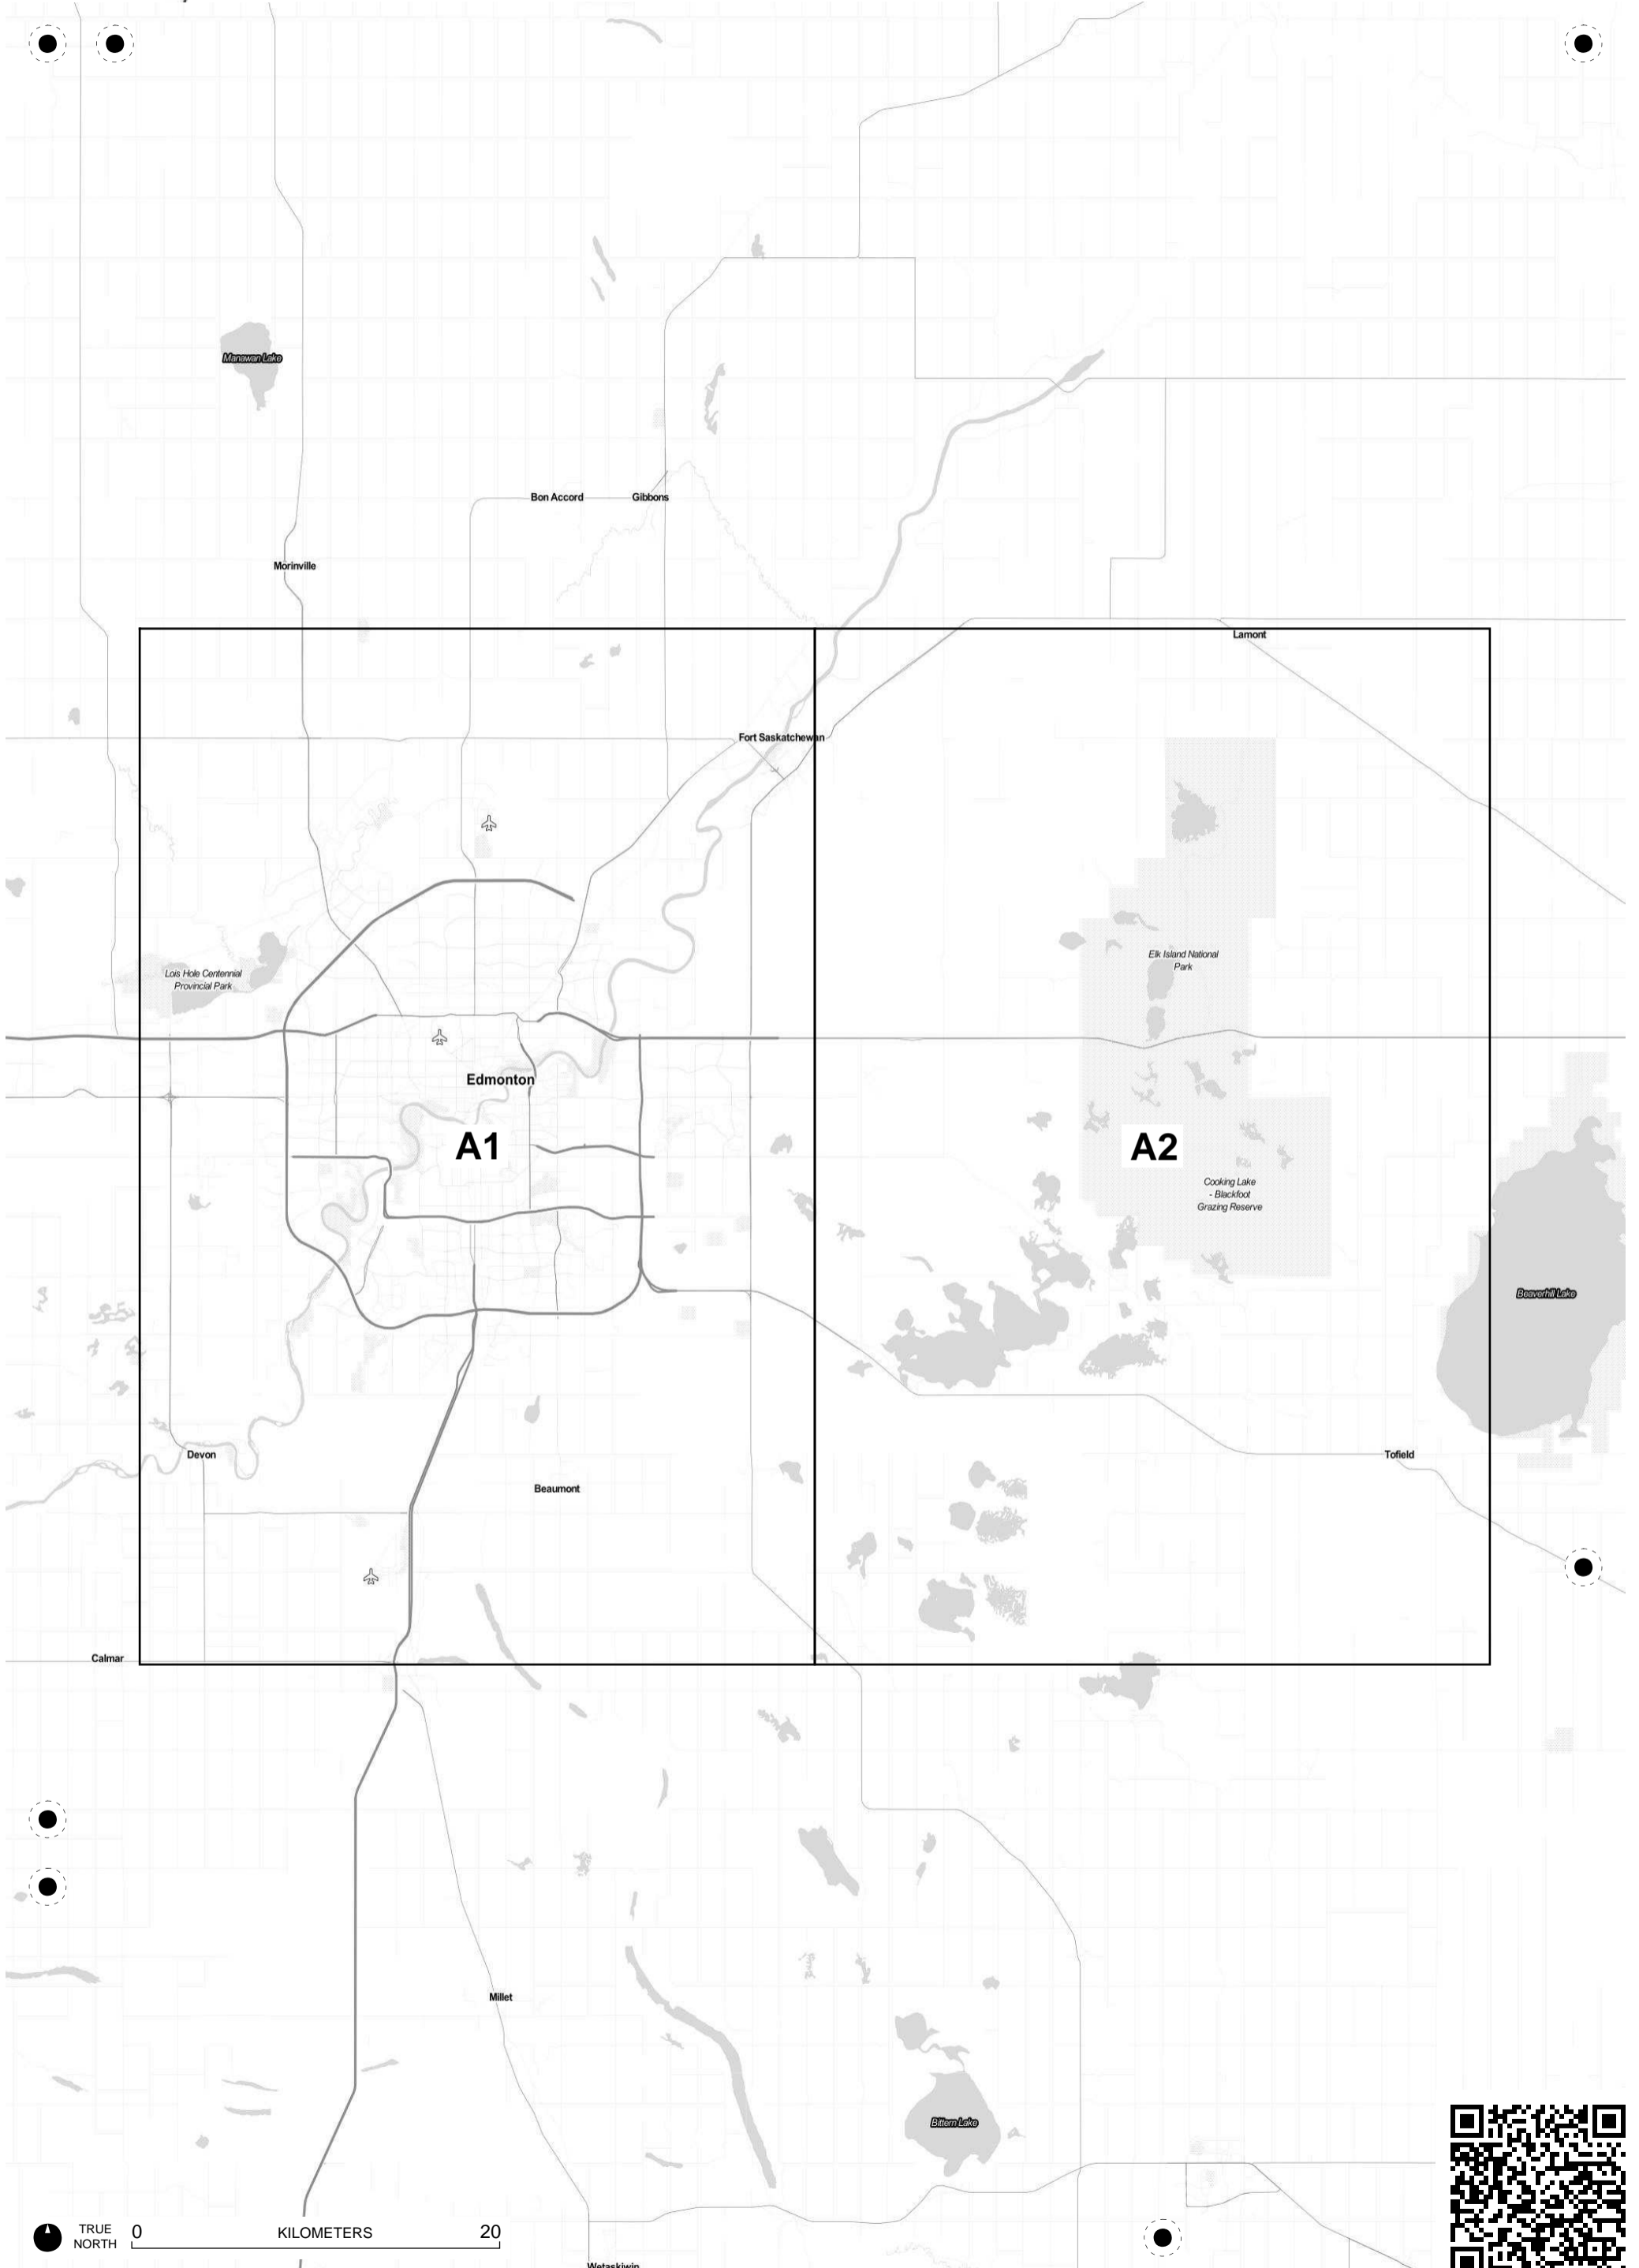 Manawan Lake
Bon Accord
Gibbons
Morinville
Lamont
Fort Saskatchewan
Elk Island National
Park
Lois Hole Centennial
Provincial Park
Edmonton
A1
A2
Cooking Lake
- Blackfoot
Grazing Reserve
Beaverhill Lake
Devon
Tofield
Beaumont
Calmar
Millet
Bittern Lake
TRUE
NORTH
0
KILOMETERS
20
Wetaskiwin